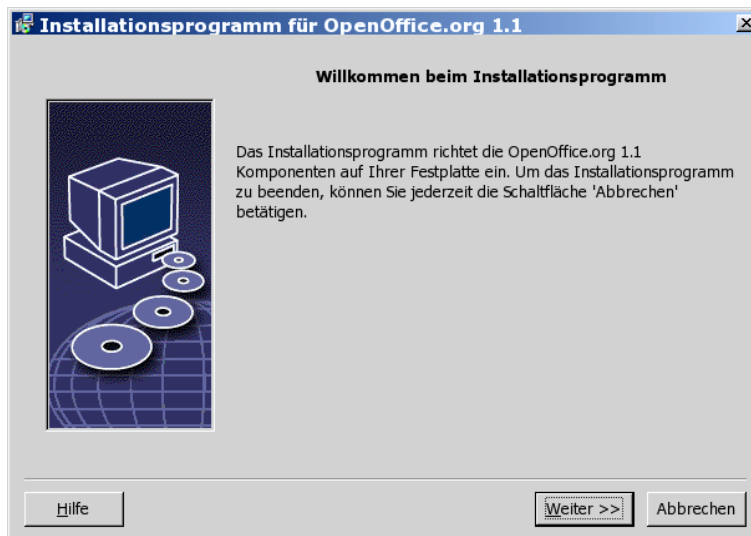 Installationsprogramm für OpenOffice.org 1.1
Willkommen beim Installationsprogramm
Das Installationsprogramm richtet die OpenOffice.org 1.1
Komponenten auf Ihrer Festplatte ein. Um das Installationsprogramm
zu beenden, können Sie jederzeit die Schaltfläche 'Abbrechen'
betätigen.
Hilfe
Weiter >>
Abbrechen